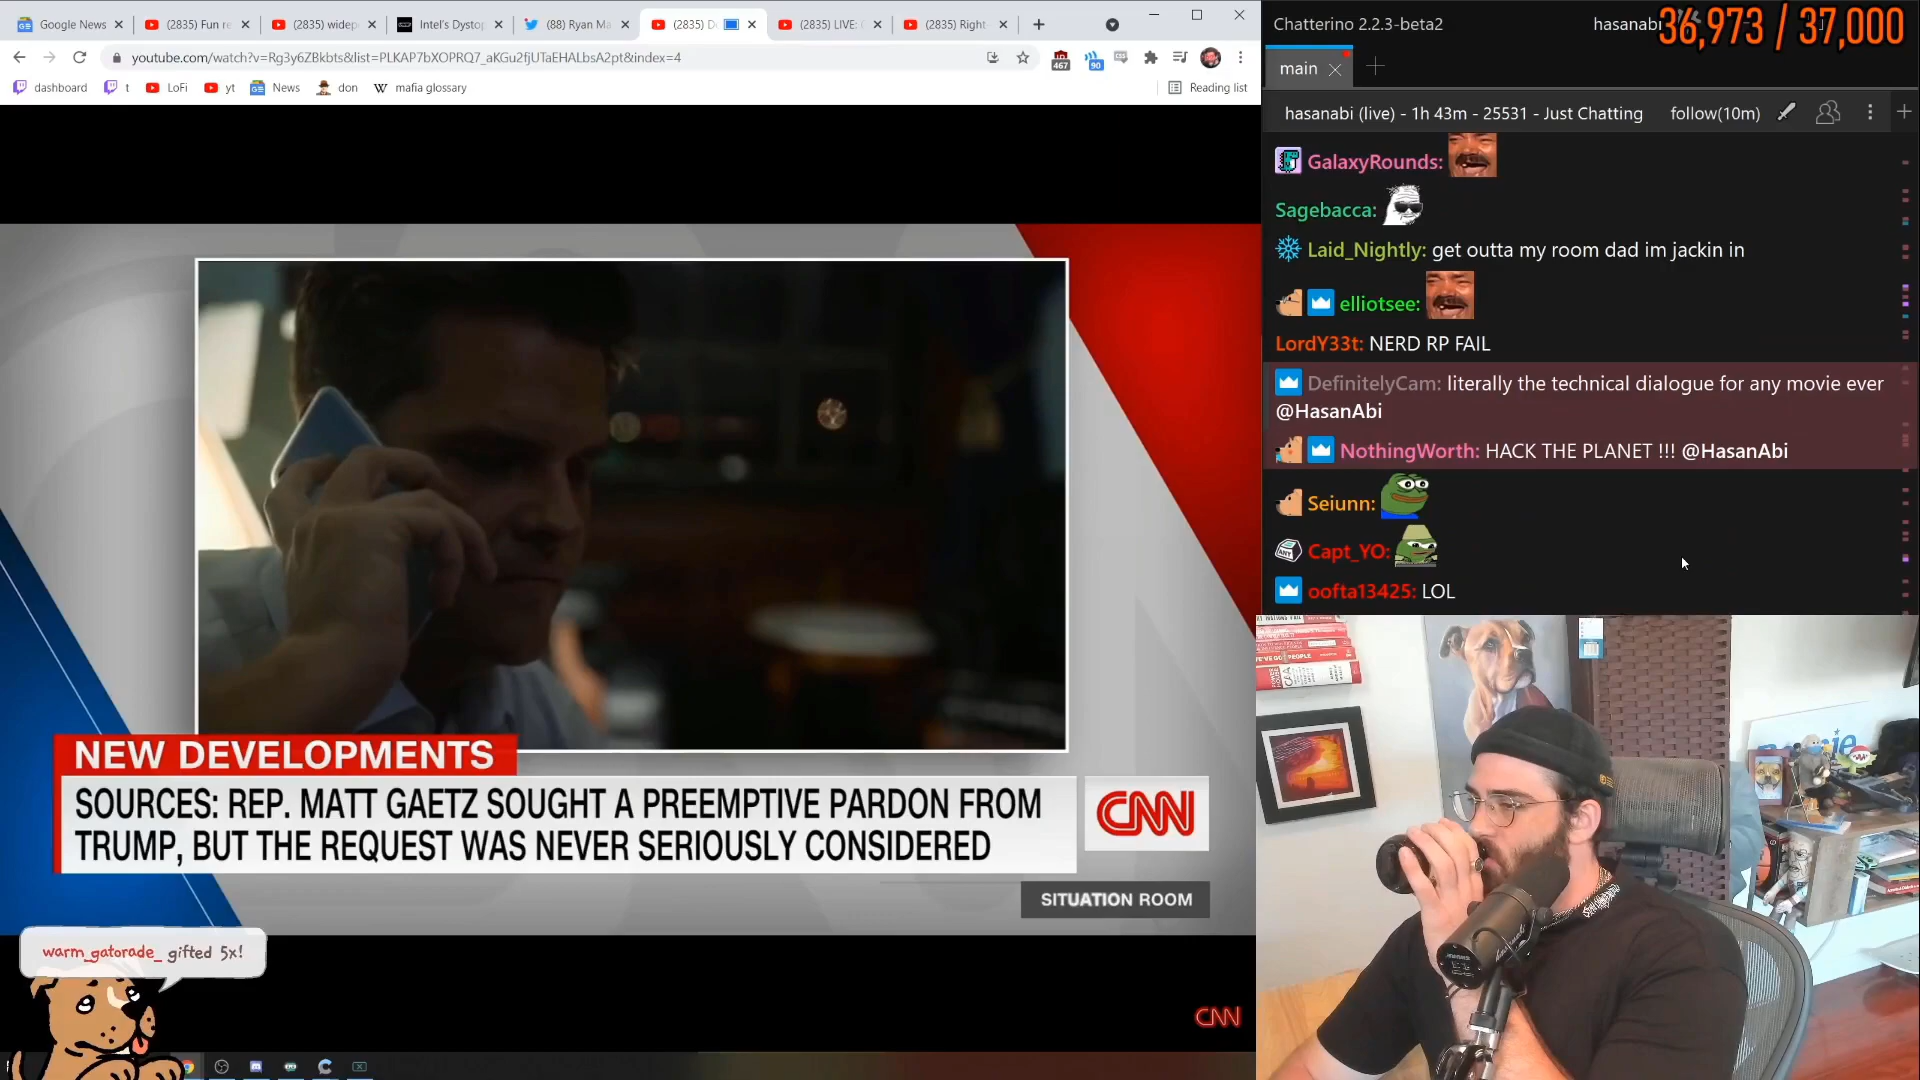 Google News
(2835) Fun re
(2835) widep
Intel's Dystop
(88) Ryan Ma
(2835) D
(2835) LIVE:
(2835) Right
youtube.com/watch?v=Rg3y6ZBkbts&list=PLKAP7bXOPRQ7_aKGu2fjUTaEHALbsA2pt&index=4
467
90
dashboard
t
LoFi
yt
News
don
mafia glossary
Reading list
Chatterino 2.2.3-beta2
hasanabi
36,973 / 37,000
main
hasanabi (live) - 1h 43m - 25531 - Just Chatting
follow(10m)
GalaxyRounds:
Sagebacca:
Laid_Nightly: get outta my room dad im jackin in
elliotsee:
LordY33t: NERD RP FAIL
DefinitelyCam: literally the technical dialogue for any movie ever
@HasanAbi
NothingWorth: HACK THE PLANET !!! @HasanAbi
Seiunn:
Capt_YO:
oofta13425: LOL
NEW DEVELOPMENTS
SOURCES: REP. MATT GAETZ SOUGHT A PREEMPTIVE PARDON FROM
TRUMP, BUT THE REQUEST WAS NEVER SERIOUSLY CONSIDERED
CNN
SITUATION ROOM
warm_gatorade_ gifted 5x!
CNN